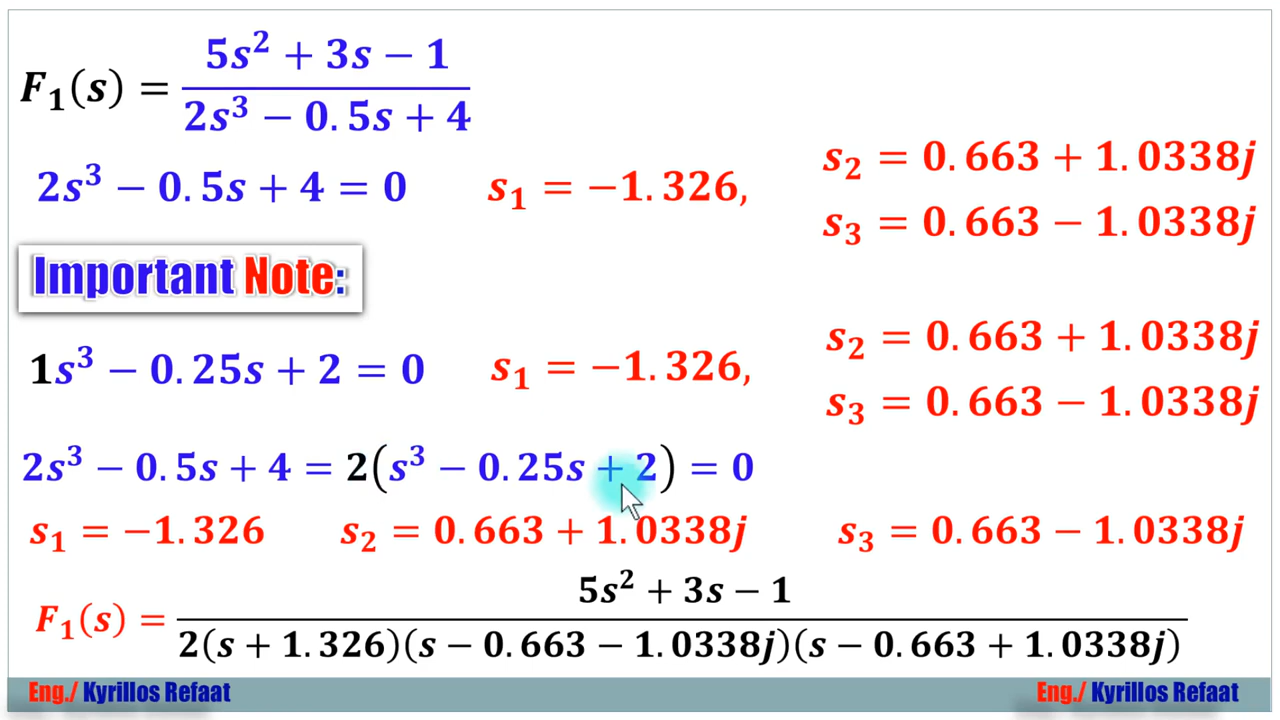 F₁(s) = (5s² + 3s − 1) / (2s³ − 0.5s + 4)
2s³ − 0.5s + 4 = 0 s₁ = −1.326, s₂ = 0.663 + 1.0338j
s₃ = 0.663 − 1.0338j
Important Note:
1s³ − 0.25s + 2 = 0 s₁ = −1.326, s₂ = 0.663 + 1.0338j
s₃ = 0.663 − 1.0338j
2s³ − 0.5s + 4 = 2(s³ − 0.25s + 2) = 0
s₁ = −1.326 s₂ = 0.663 + 1.0338j s₃ = 0.663 − 1.0338j
F₁(s) = (5s² + 3s − 1) / (2(s + 1.326)(s − 0.663 − 1.0338j)(s − 0.663 + 1.0338j))
Eng./ Kyrillos Refaat Eng./ Kyrillos Refaat